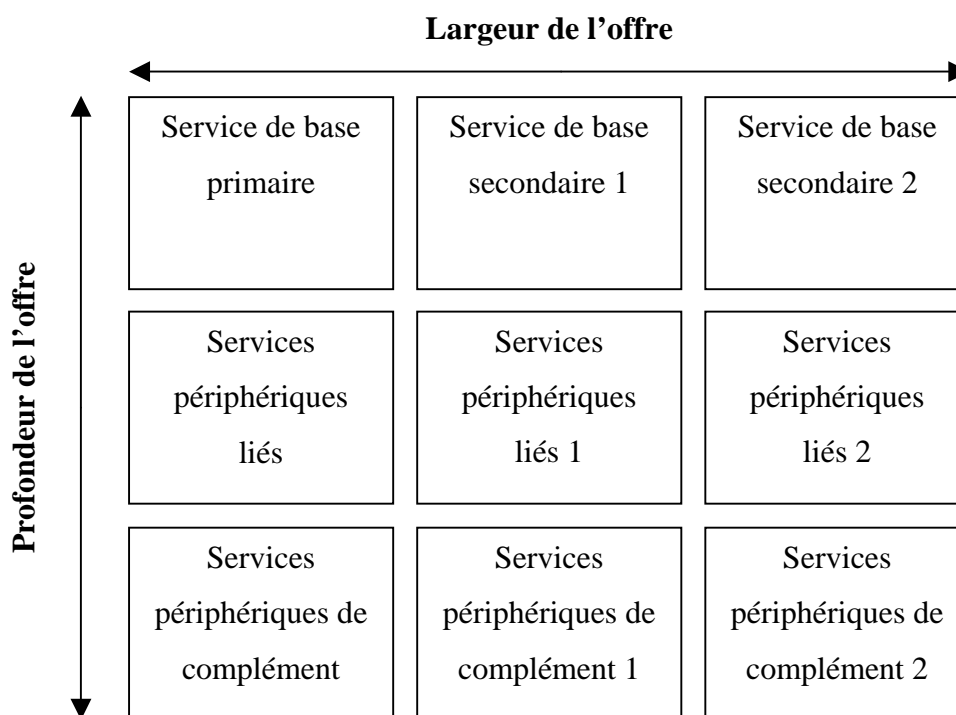 Largeur de l’offre
Profondeur de l’offre
Service de base
primaire
Service de base
secondaire 1
Service de base
secondaire 2
Services
périphériques
liés
Services
périphériques
liés 1
Services
périphériques
liés 2
Services
périphériques de
complément
Services
périphériques de
complément 1
Services
périphériques de
complément 2